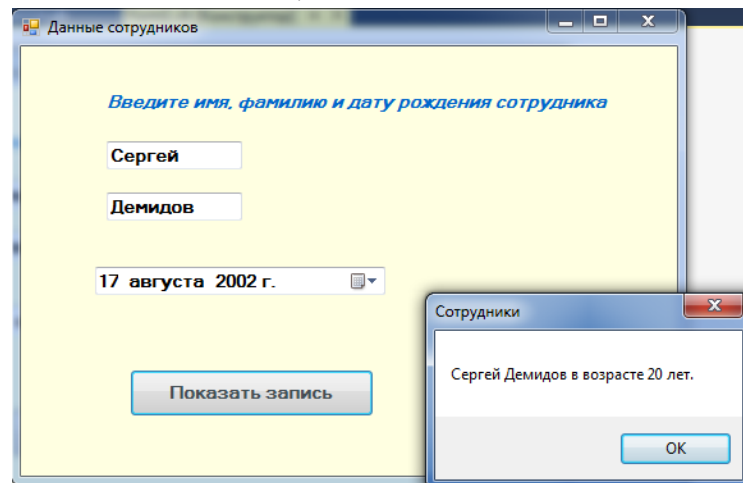 Данные сотрудников
Введите имя, фамилию и дату рождения сотрудника
Сергей
Демидов
17 августа 2002 г.
Показать запись
Сотрудники
Сергей Демидов в возрасте 20 лет.
OK